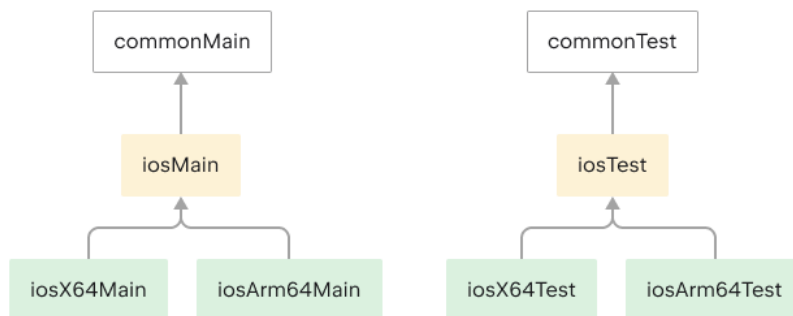 commonMain
commonTest
iosMain
iosTest
iosX64Main
iosArm64Main
iosX64Test
iosArm64Test